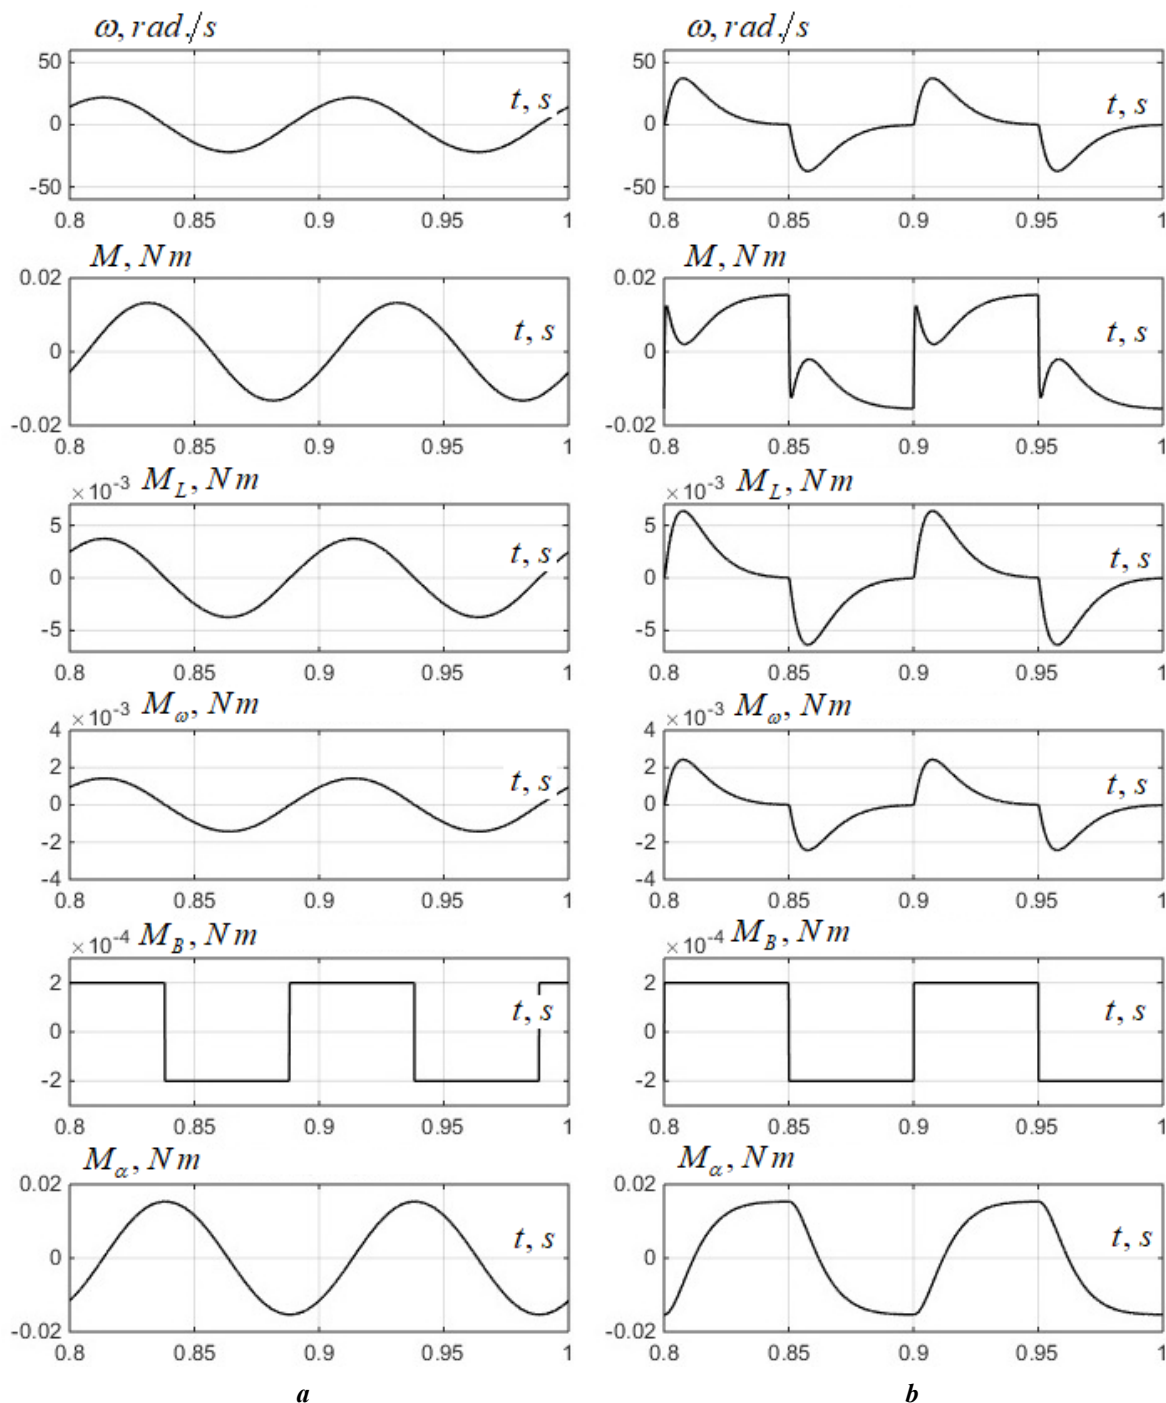 ω, rad./s ω, rad./s
50 50
t, s t, s
0 0
-50 -50
0.8 0.85 0.9 0.95 1 0.8 0.85 0.9 0.95 1
M, Nm M, Nm
0.02 0.02
t, s t, s
0 0
-0.02 -0.02
0.8 0.85 0.9 0.95 1 0.8 0.85 0.9 0.95 1
×10⁻³ M_L, Nm ×10⁻³ M_L, Nm
5 5
t, s t, s
0 0
-5 -5
0.8 0.85 0.9 0.95 1 0.8 0.85 0.9 0.95 1
×10⁻³ M_ω, Nm ×10⁻³ M_ω, Nm
4 4
2 2
t, s t, s
0 0
-2 -2
-4 -4
0.8 0.85 0.9 0.95 1 0.8 0.85 0.9 0.95 1
×10⁻⁴ M_B, Nm ×10⁻⁴ M_B, Nm
2 2
t, s t, s
0 0
-2 -2
0.8 0.85 0.9 0.95 1 0.8 0.85 0.9 0.95 1
M_α, Nm M_α, Nm
0.02 0.02
t, s t, s
0 0
-0.02 -0.02
0.8 0.85 0.9 0.95 1 0.8 0.85 0.9 0.95 1
a b